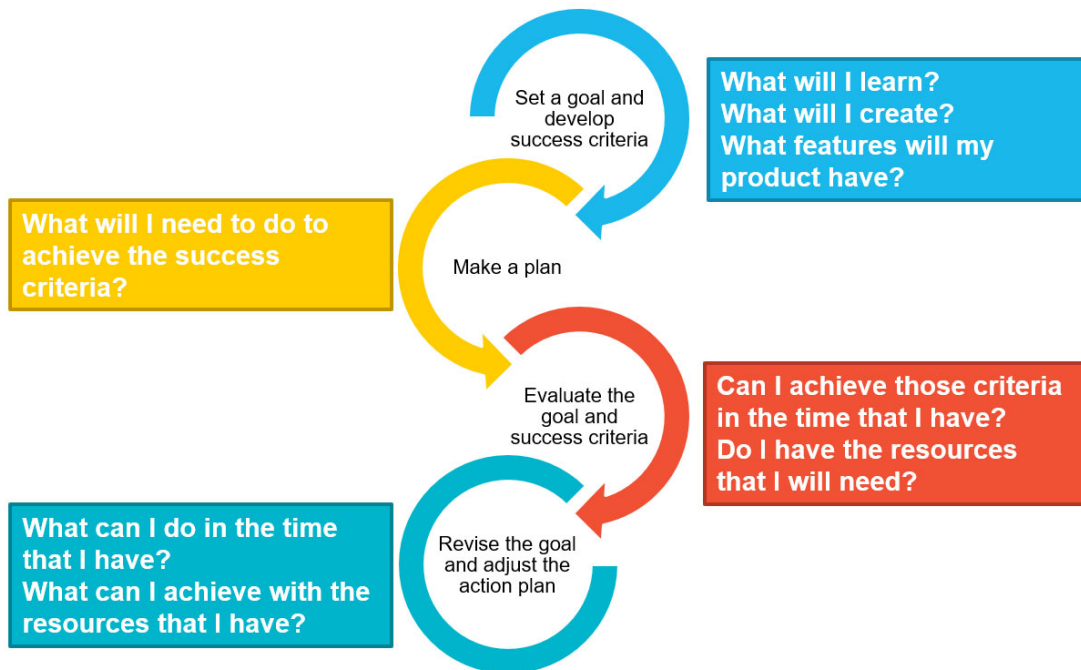 Set a goal and
develop
success criteria
What will I learn?
What will I create?
What features will my
product have?
What will I need to do to
achieve the success
criteria?
Make a plan
Evaluate the
goal and
success criteria
Can I achieve those criteria
in the time that I have?
Do I have the resources
that I will need?
What can I do in the time
that I have?
What can I achieve with the
resources that I have?
Revise the goal
and adjust the
action plan